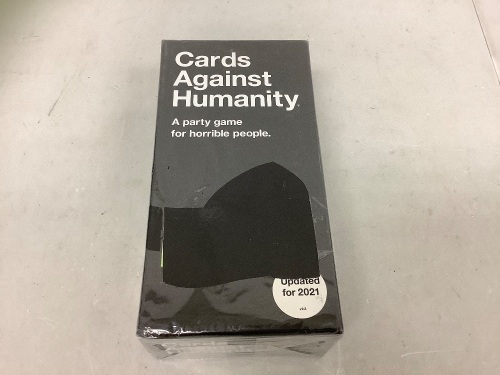 Cards
Against
Humanity
A party game
for horrible people.
Updated
for 2021